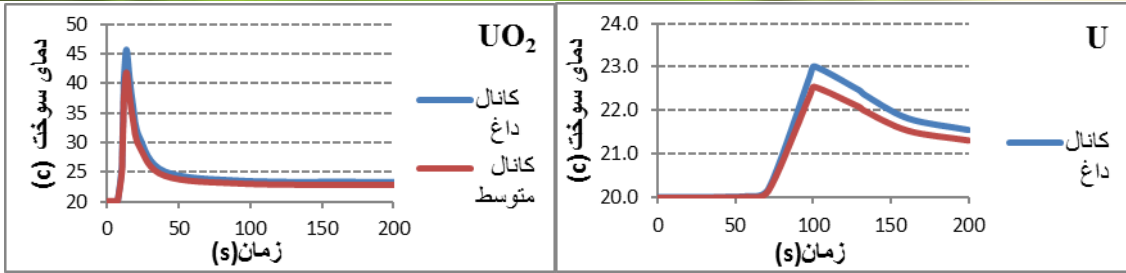 UO₂
دمای سوخت (c)
50
45
40
35
30
25
20
0 50 100 150 200
زمان(s)
کانال
داغ
کانال
متوسط
U
دمای سوخت (c)
24.0
23.0
22.0
21.0
20.0
0 50 100 150 200
زمان(s)
کانال
داغ